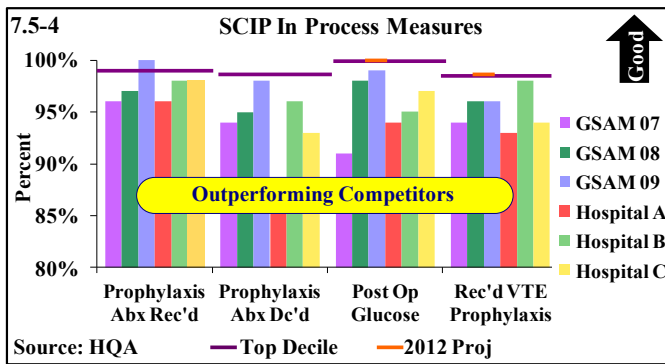 7.5-4
SCIP In Process Measures
Good
100%
95%
90%
85%
80%
Percent
Outperforming Competitors
GSAM 07
GSAM 08
GSAM 09
Hospital A
Hospital B
Hospital C
Prophylaxis
Abx Rec'd
Prophylaxis
Abx Dc'd
Post Op
Glucose
Rec'd VTE
Prophylaxis
Source: HQA
Top Decile
2012 Proj